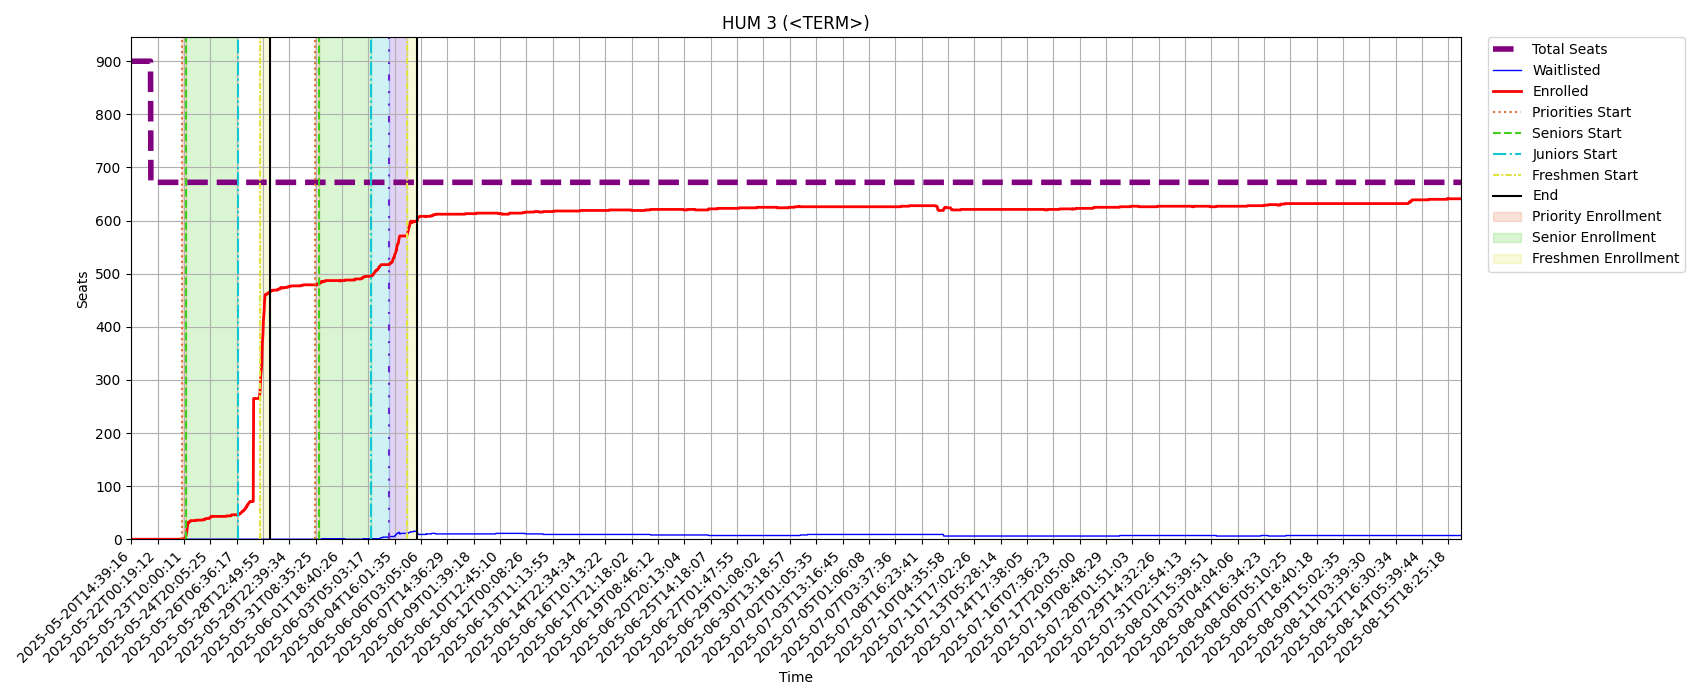 HUM 3 (<TERM>)
Seats
900
800
700
600
500
400
300
200
100
0
2025-05-20T14:39:16
2025-05-22T00:19:12
2025-05-23T10:00:11
2025-05-24T20:05:25
2025-05-26T06:36:17
2025-05-28T12:49:55
2025-05-29T22:39:34
2025-05-31T08:35:25
2025-06-01T18:40:26
2025-06-03T05:03:17
2025-06-04T16:01:35
2025-06-06T03:05:06
2025-06-07T14:36:29
2025-06-10T01:39:18
2025-06-10T12:45:10
2025-06-12T00:08:26
2025-06-13T11:13:55
2025-06-14T22:34:34
2025-06-16T10:13:22
2025-06-17T21:18:02
2025-06-19T08:46:12
2025-06-20T20:13:04
2025-06-25T14:18:07
2025-06-27T01:47:55
2025-06-29T01:08:02
2025-06-30T13:18:57
2025-07-02T01:05:35
2025-07-03T13:16:45
2025-07-05T01:06:08
2025-07-07T03:37:36
2025-07-08T16:23:41
2025-07-10T04:35:58
2025-07-11T17:02:26
2025-07-13T05:28:14
2025-07-14T17:38:05
2025-07-16T07:36:23
2025-07-17T20:05:00
2025-07-19T08:48:29
2025-07-28T01:51:03
2025-07-29T14:32:26
2025-07-31T02:54:13
2025-08-01T15:39:51
2025-08-03T04:04:06
2025-08-04T16:34:23
2025-08-06T05:10:25
2025-08-07T18:40:18
2025-08-09T15:02:35
2025-08-11T03:39:30
2025-08-12T16:30:34
2025-08-14T05:39:44
2025-08-15T18:25:18
Time
Total Seats
Waitlisted
Enrolled
Priorities Start
Seniors Start
Juniors Start
Freshmen Start
End
Priority Enrollment
Senior Enrollment
Freshmen Enrollment